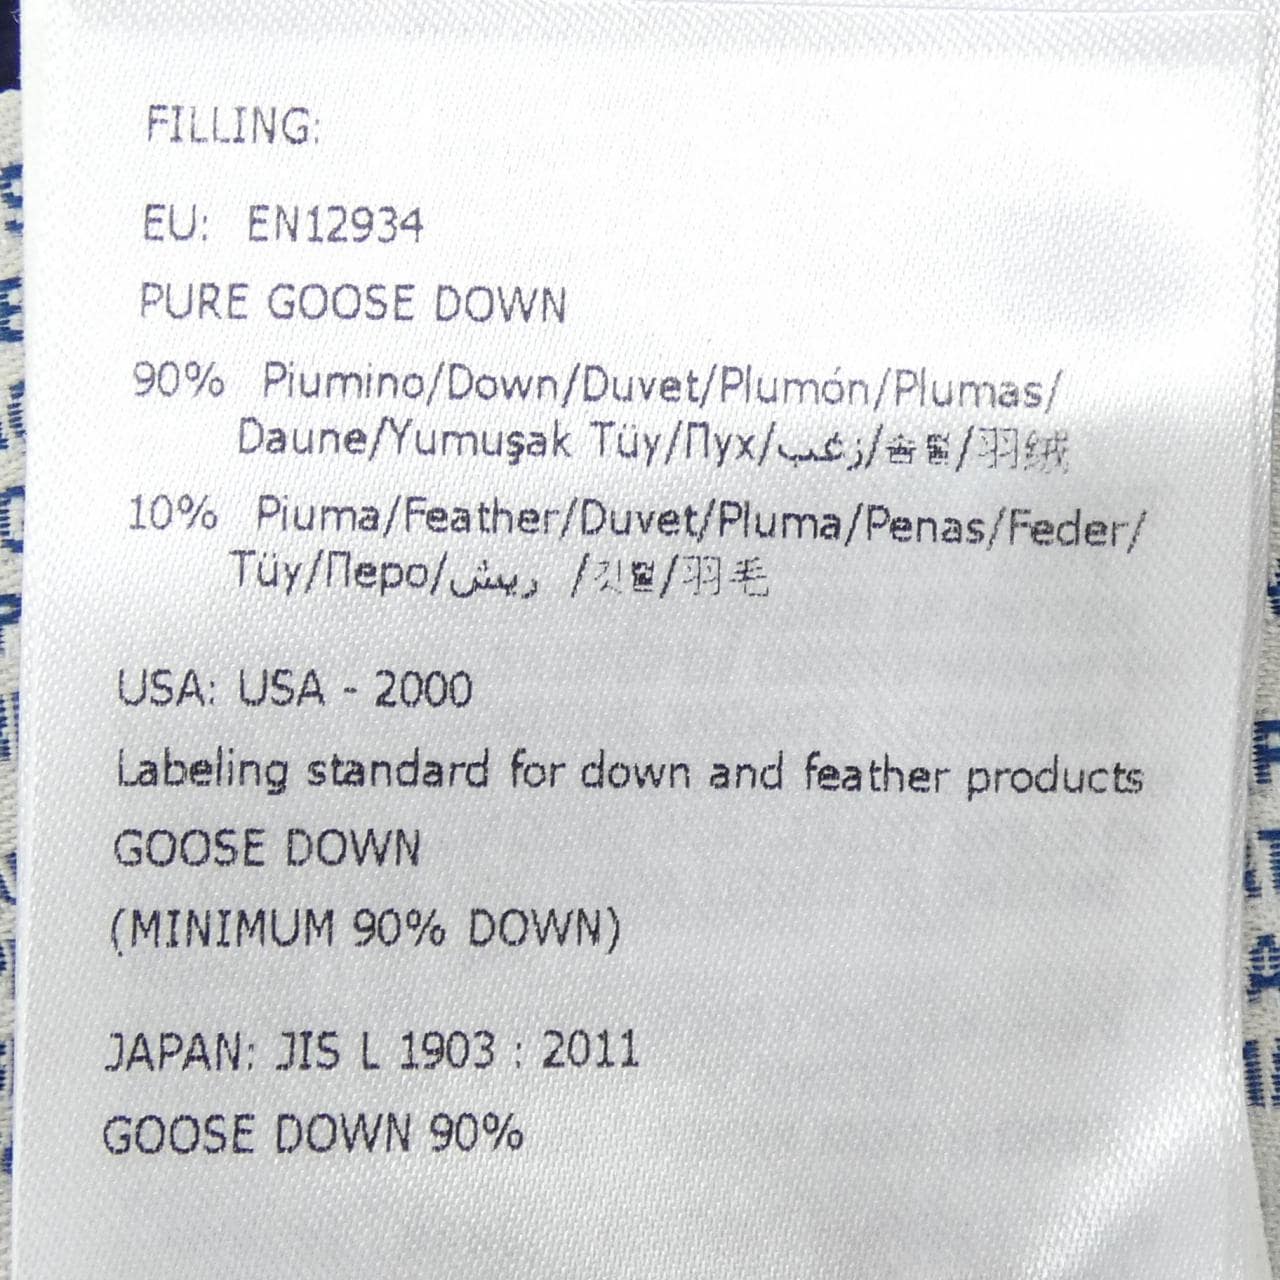 FILLING:
EU: EN12934
PURE GOOSE DOWN
90% Piumino/Down/Duvet/Plumón/Plumas/
Daune/Yumuşak Tüy/Пух/زغب/솜털/羽绒
10% Piuma/Feather/Duvet/Pluma/Penas/Feder/
Tüy/Перо/ريش /깃털/羽毛
USA: USA - 2000
Labeling standard for down and feather products
GOOSE DOWN
(MINIMUM 90% DOWN)
JAPAN: JIS L 1903 : 2011
GOOSE DOWN 90%